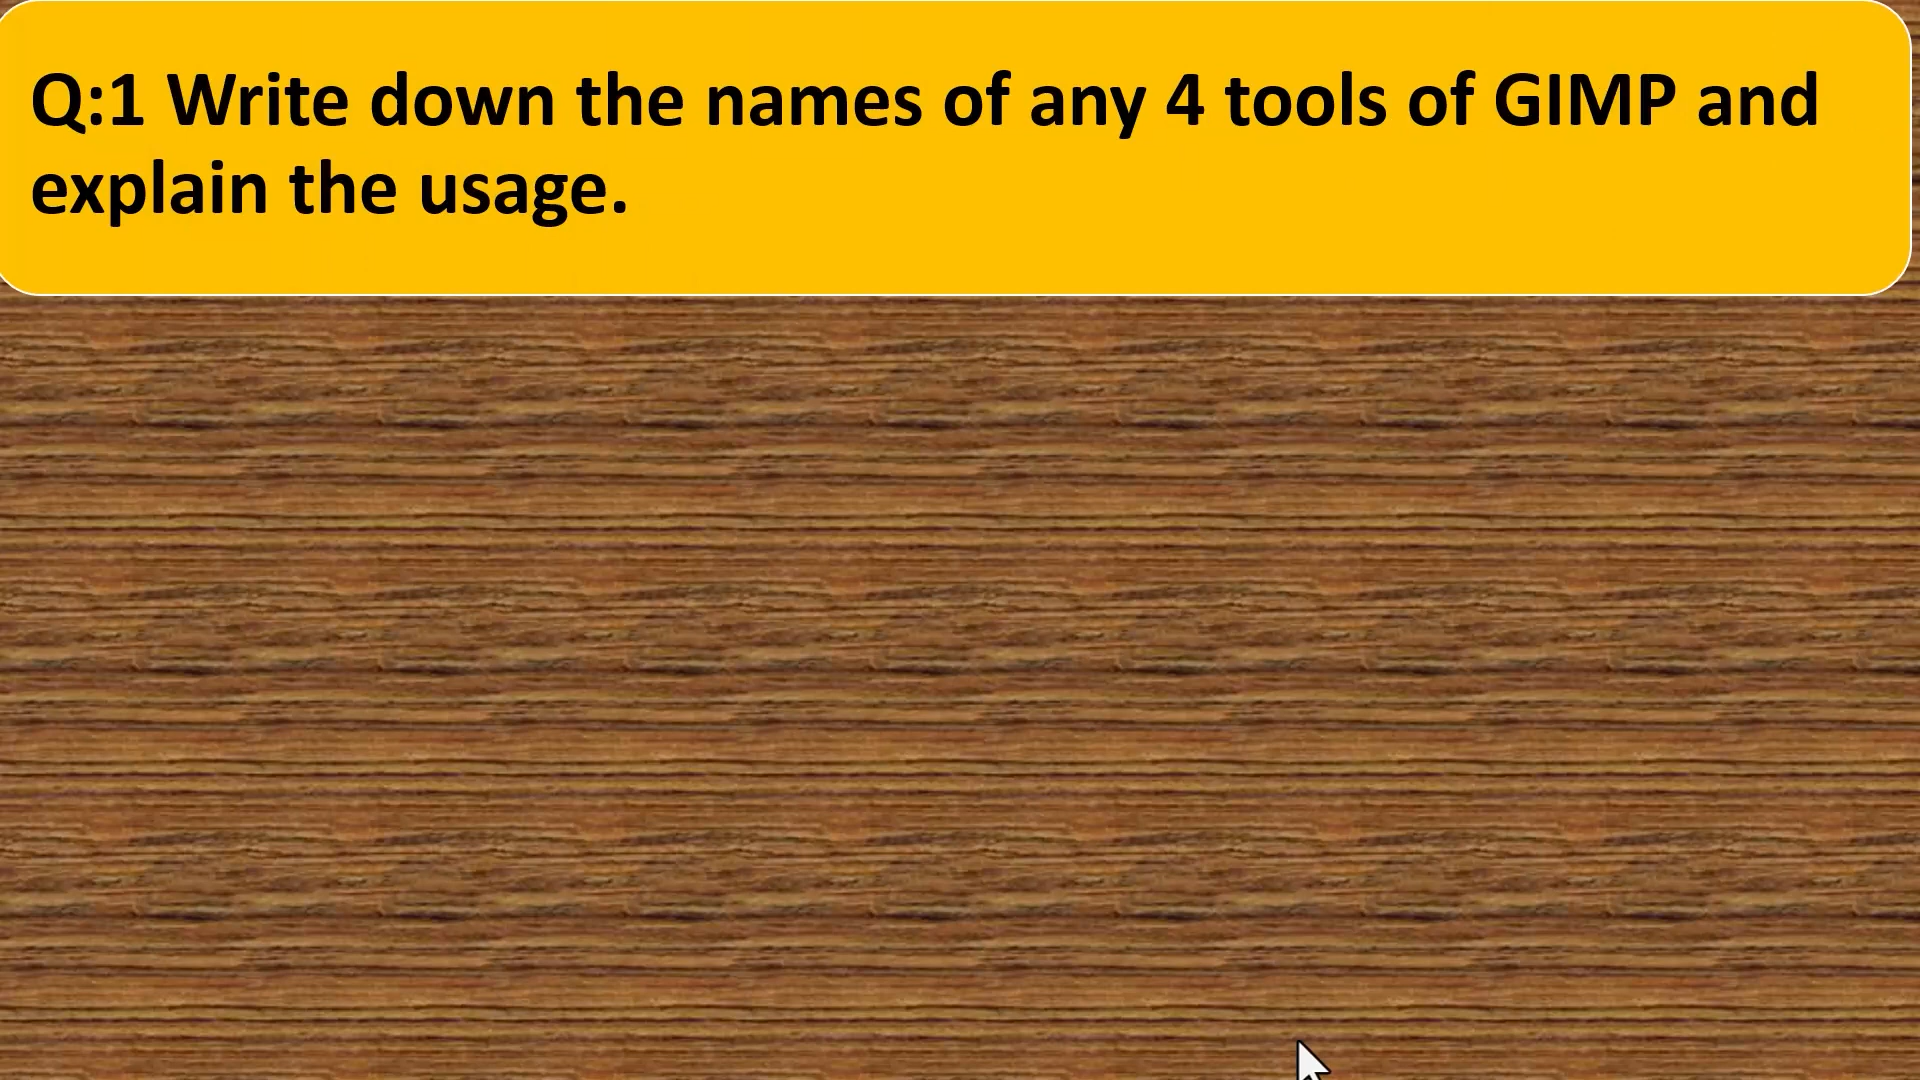 Q:1 Write down the names of any 4 tools of GIMP and
explain the usage.